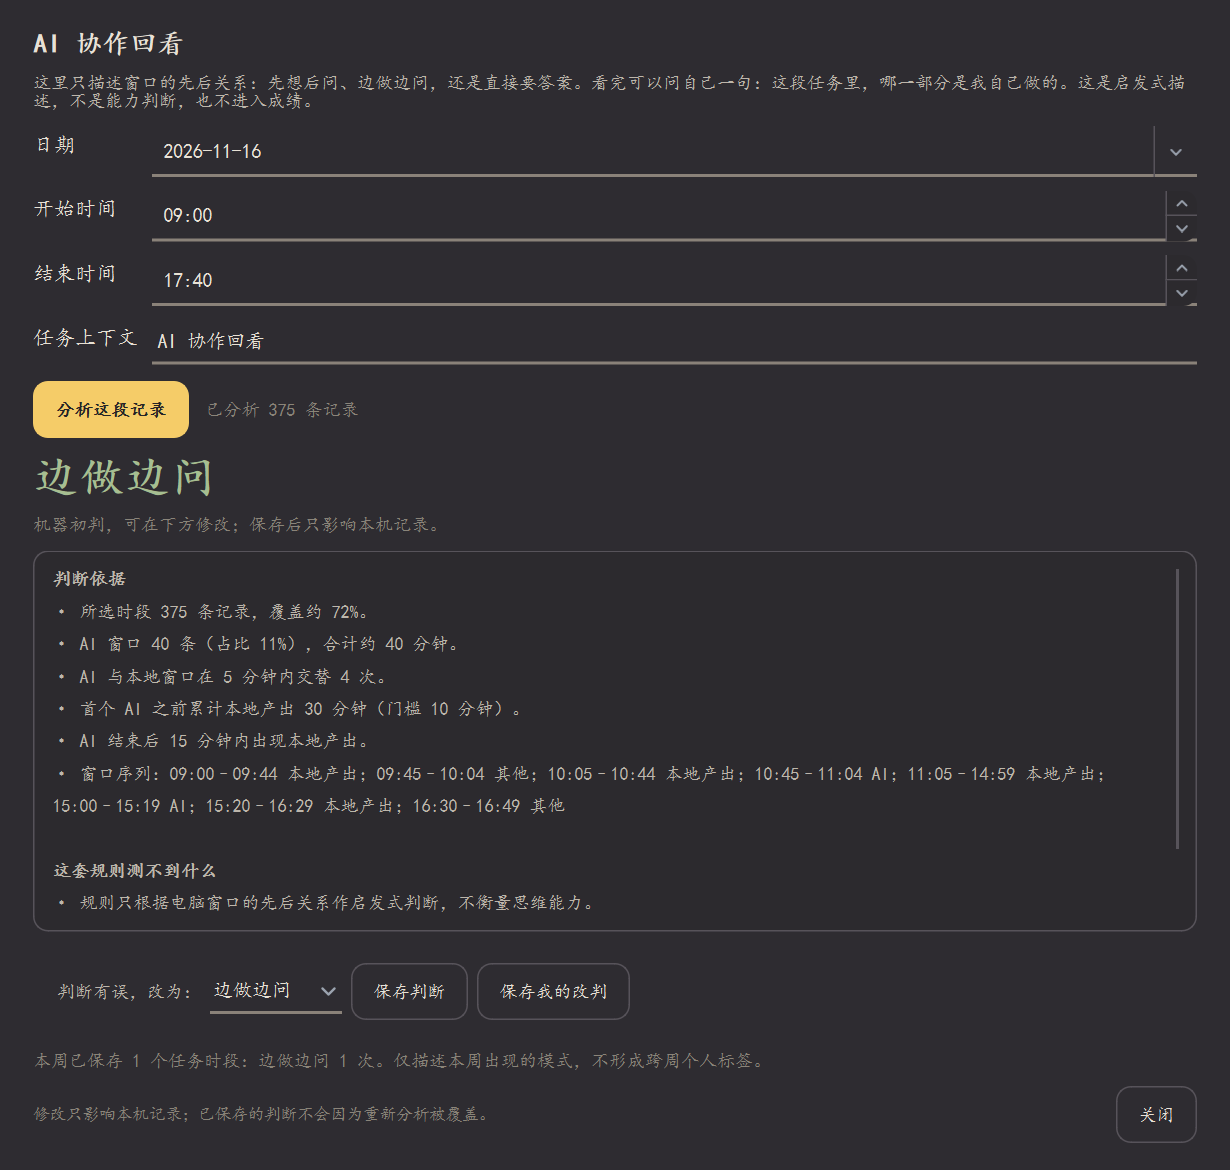 AI 协作回看
这里只描述窗口的先后关系：先想后问、边做边问，还是直接要答案。看完可以问自己一句：这段任务里，哪一部分是我自己做的。这是启发式描
述，不是能力判断，也不进入成绩。
日期
2026-11-16
开始时间
09:00
结束时间
17:40
任务上下文
AI 协作回看
分析这段记录
已分析 375 条记录
边做边问
机器初判，可在下方修改；保存后只影响本机记录。
判断依据
• 所选时段 375 条记录，覆盖约 72%。
• AI 窗口 40 条（占比 11%），合计约 40 分钟。
• AI 与本地窗口在 5 分钟内交替 4 次。
• 首个 AI 之前累计本地产出 30 分钟（门槛 10 分钟）。
• AI 结束后 15 分钟内出现本地产出。
• 窗口序列：09:00–09:44 本地产出；09:45–10:04 其他；10:05–10:44 本地产出；10:45–11:04 AI；11:05–14:59 本地产出；
15:00–15:19 AI；15:20–16:29 本地产出；16:30–16:49 其他
这套规则测不到什么
• 规则只根据电脑窗口的先后关系作启发式判断，不衡量思维能力。
判断有误，改为：
边做边问
保存判断
保存我的改判
本周已保存 1 个任务时段：边做边问 1 次。仅描述本周出现的模式，不形成跨周个人标签。
修改只影响本机记录；已保存的判断不会因为重新分析被覆盖。
关闭